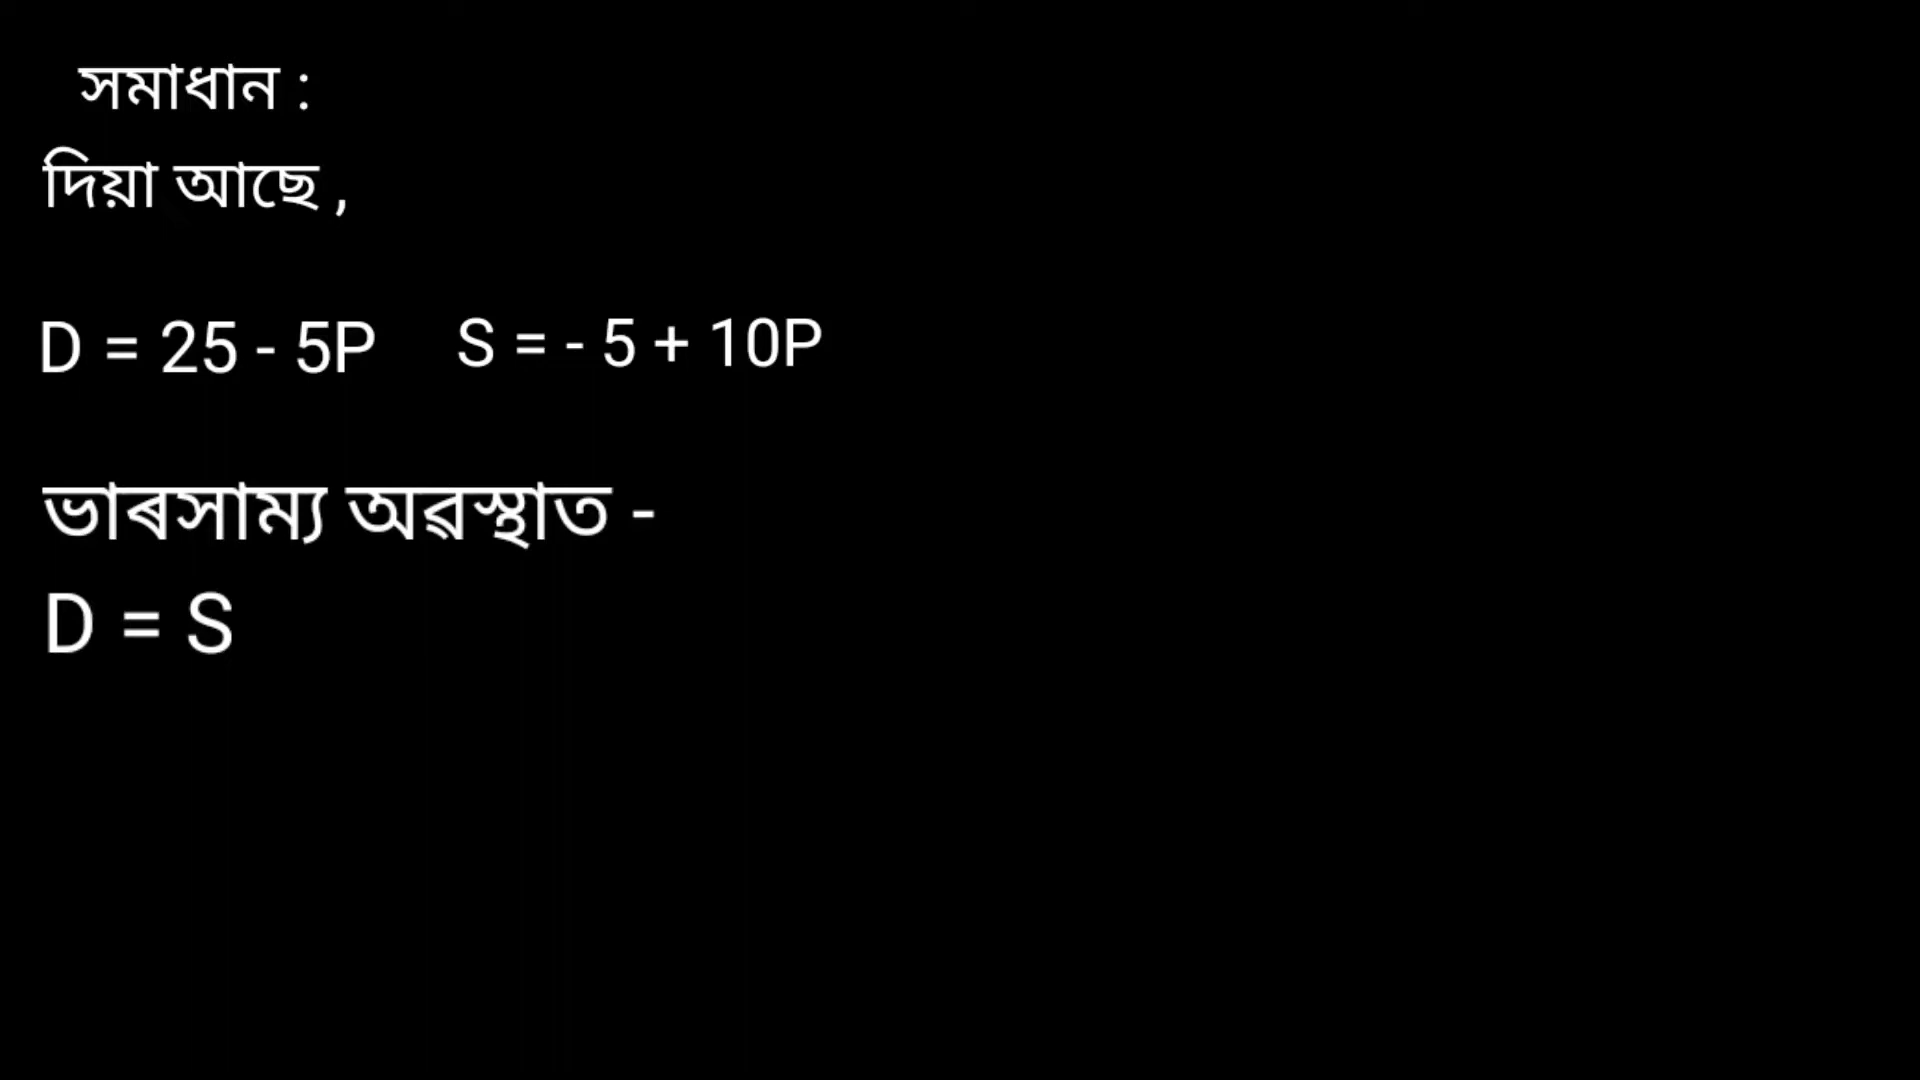 সমাধান :
দিয়া আছে ,
D = 25 - 5P S = - 5 + 10P
ভাৰসাম্য অৱস্থাত -
D = S